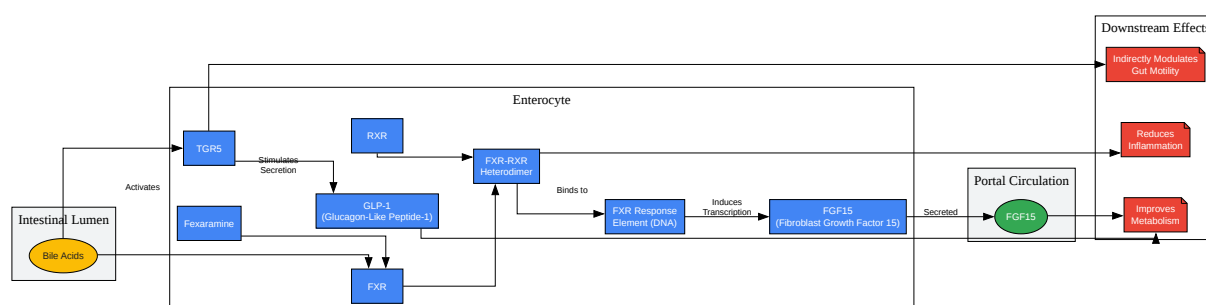 Downstream Effects
Indirectly Modulates
Gut Motility
Enterocyte
RXR
TGR5
Reduces
Inflammation
Stimulates
Secretion
FXR-RXR
Heterodimer
Activates
Portal Circulation
Binds to
GLP-1
(Glucagon-Like Peptide-1)
Induces
Transcription
FXR Response
Element (DNA)
FGF15
(Fibroblast Growth Factor 15)
Secreted
FGF15
Improves
Metabolism
Intestinal Lumen
Fexaramine
Bile Acids
FXR